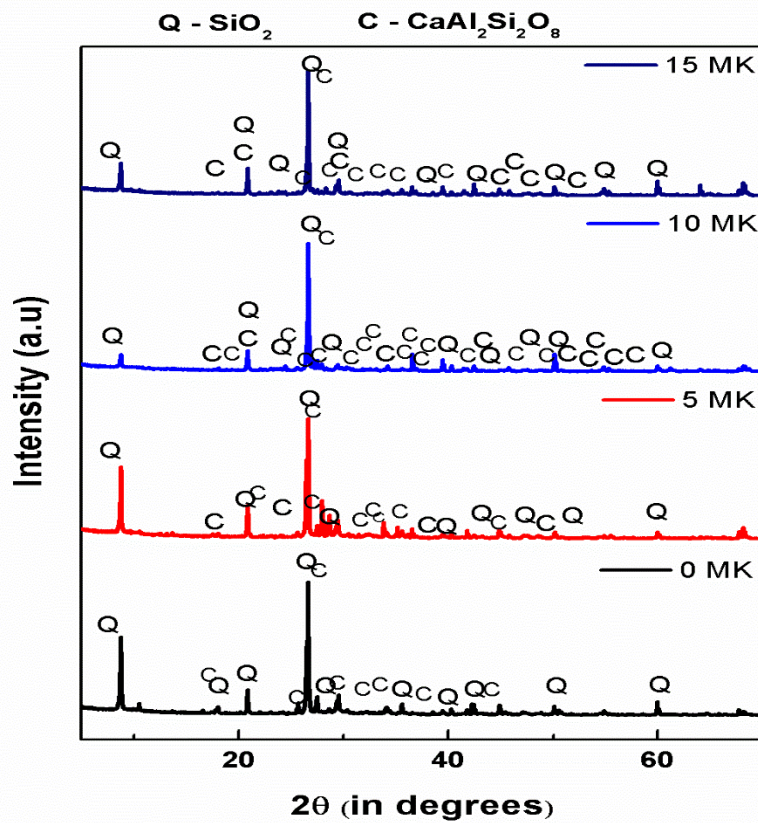 Q - SiO₂ C - CaAl₂Si₂O₈
15 MK
Q C
Q Q
Q C C Q C C C C C Q C Q C C C Q C Q Q
10 MK
Q C
Q
Q C C C C Q C Q C C C C C C C Q C C Q C Q Q C C C C C Q
5 MK
Q
C
Q
C Q C C C Q C C C C Q Q C Q C Q Q
0 MK
Q C
Q
C Q Q C Q C C C Q C Q Q C Q Q
Intensity (a.u)
20 40 60
2θ (in degrees)